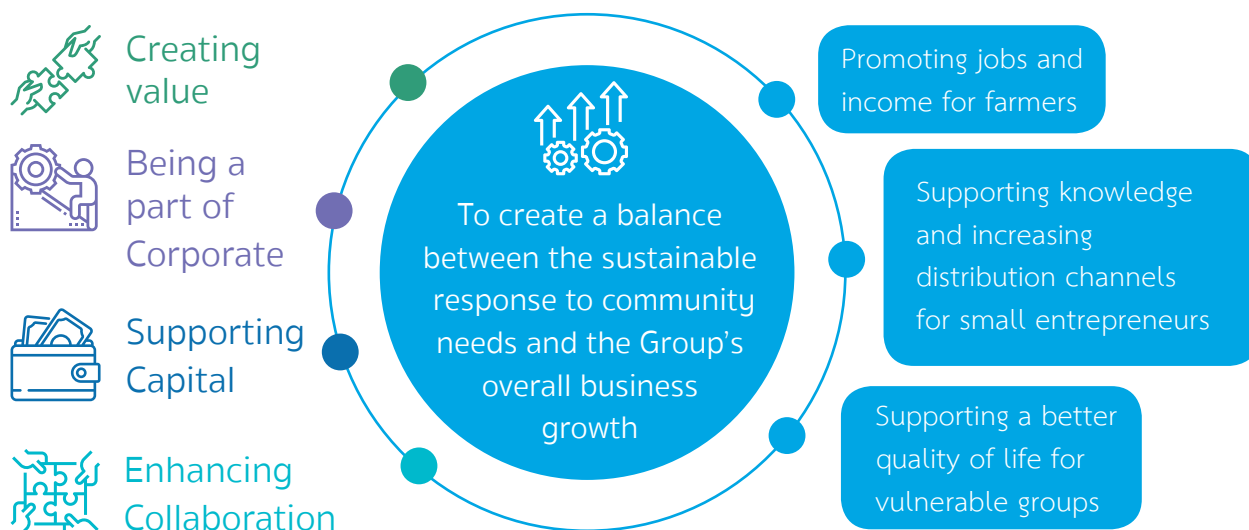 Creating
value
Being a
part of
Corporate
Supporting
Capital
Enhancing
Collaboration
To create a balance
between the sustainable
response to community
needs and the Group’s
overall business
growth
Promoting jobs and
income for farmers
Supporting knowledge
and increasing
distribution channels
for small entrepreneurs
Supporting a better
quality of life for
vulnerable groups